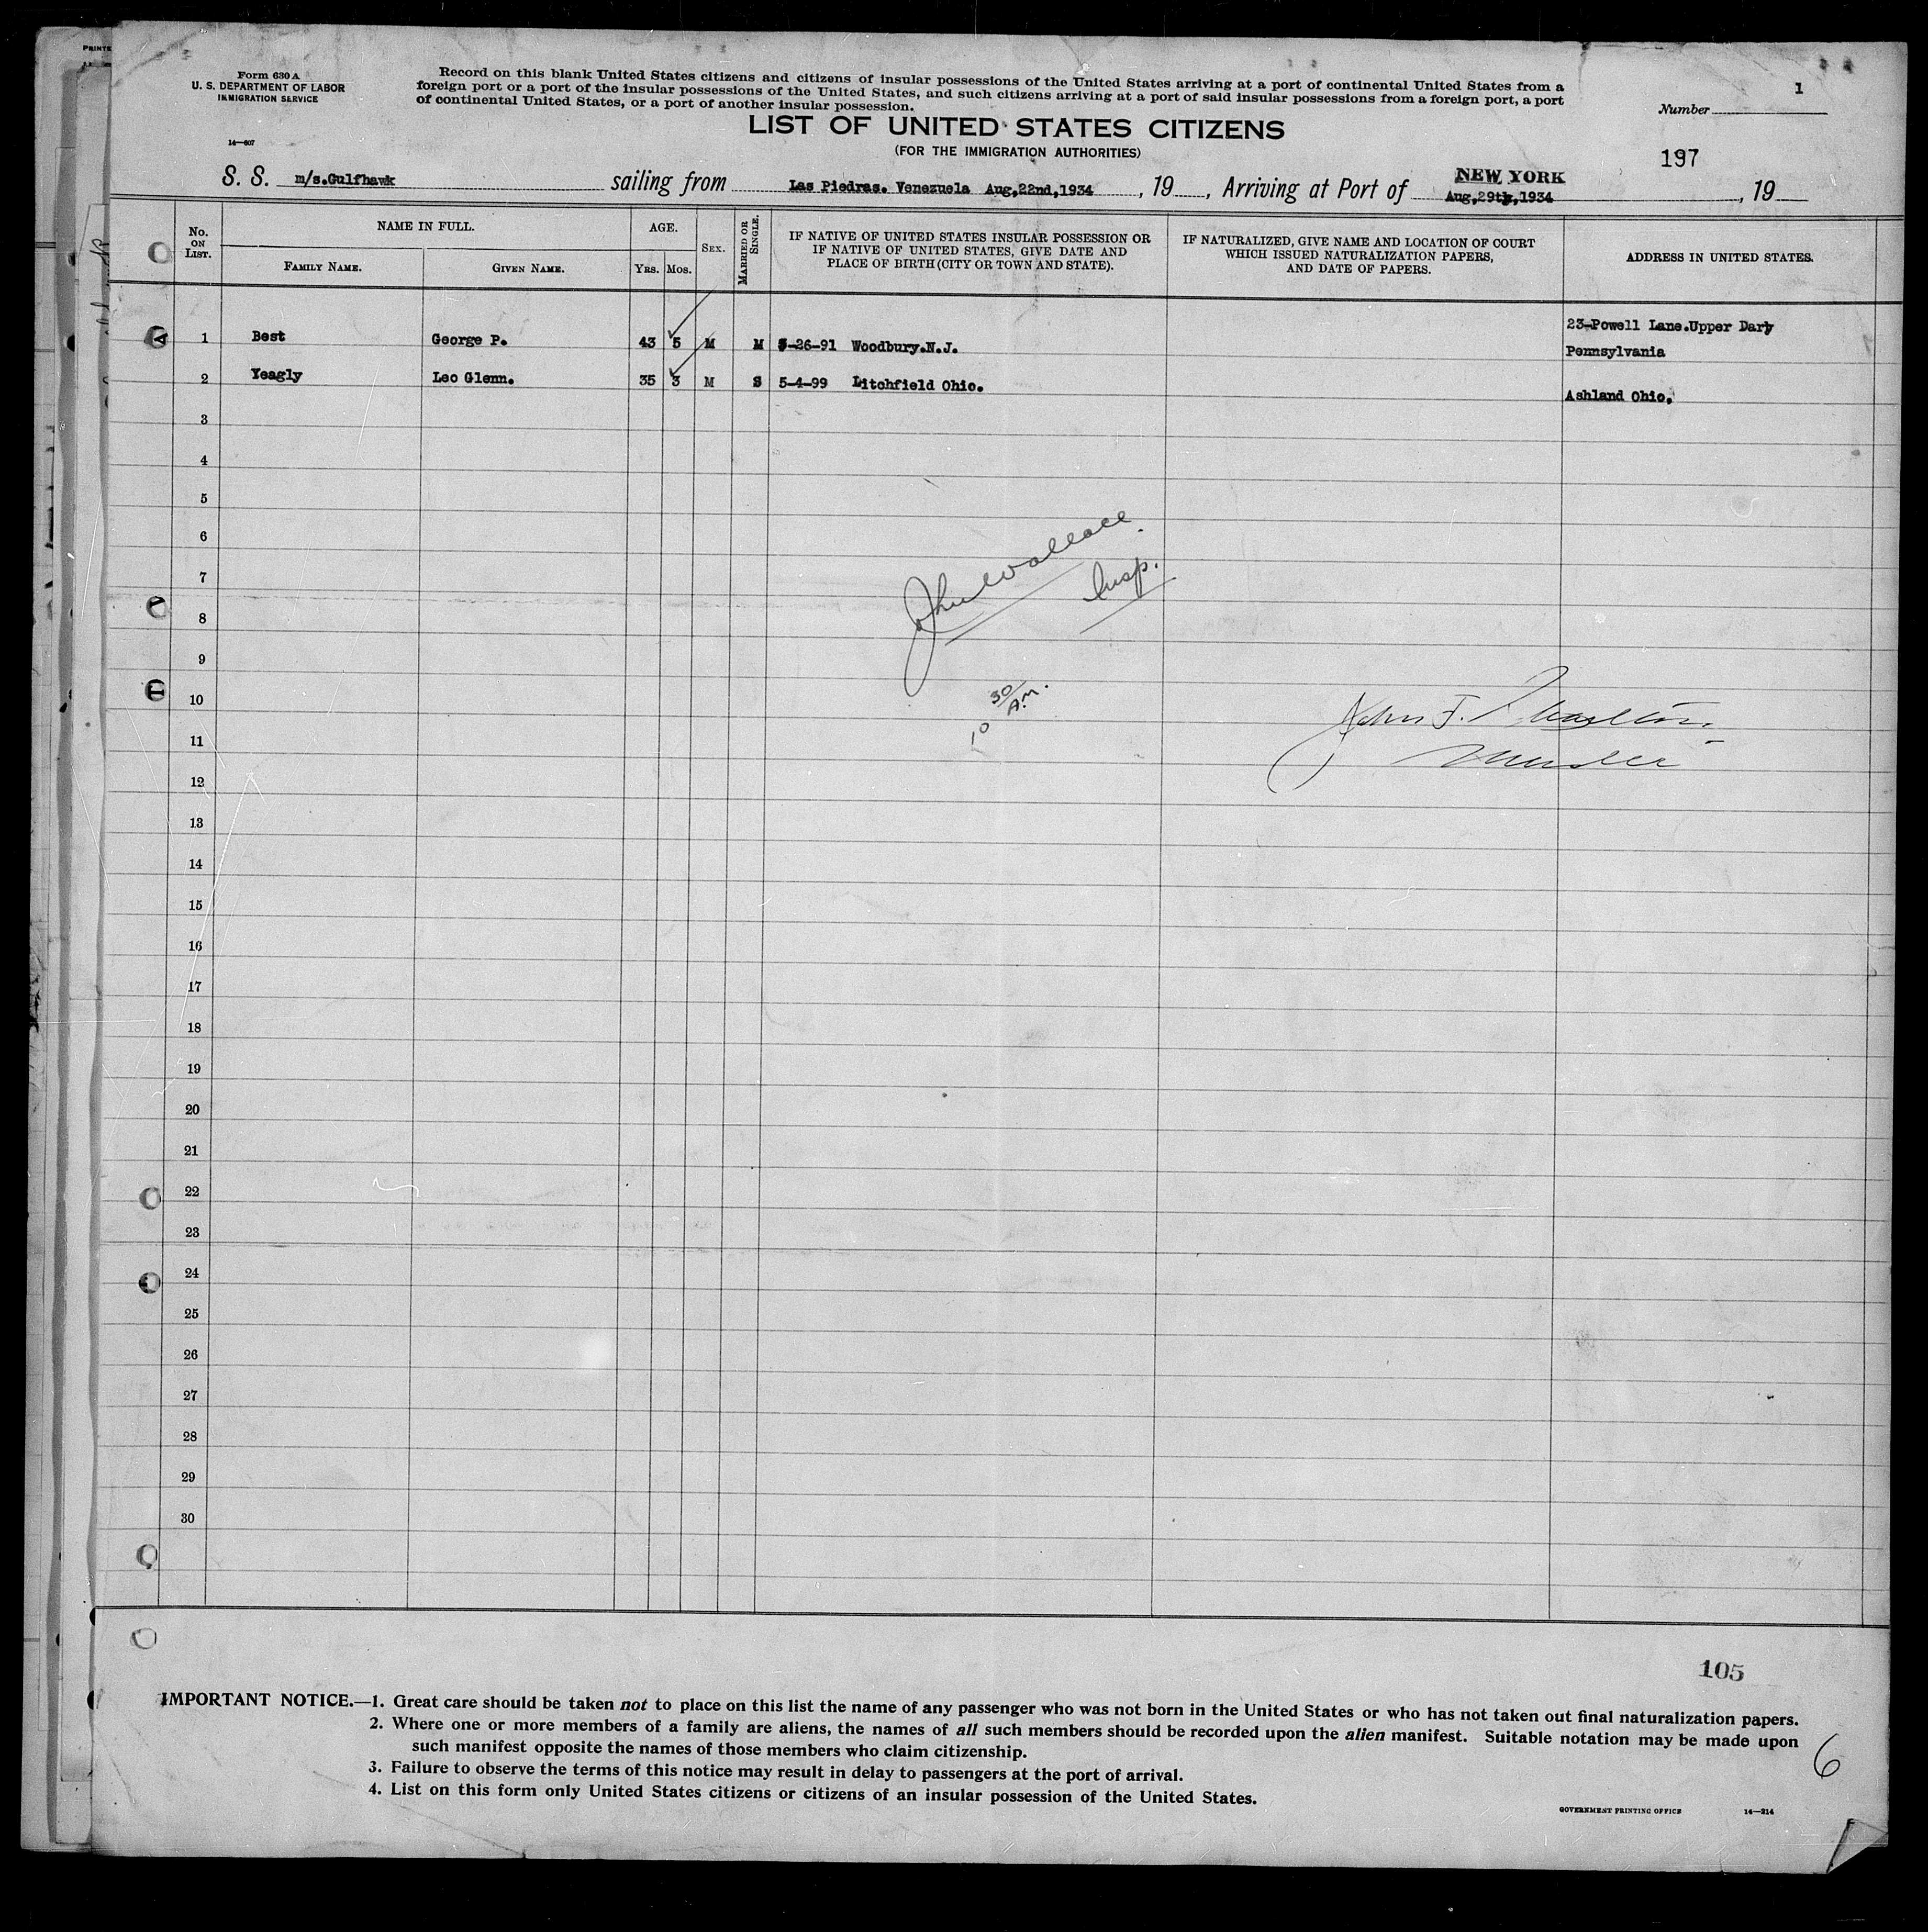 PRINTE
Form 630 A
U. S. DEPARTMENT OF LABOR
IMMIGRATION SERVICE
14—607
Record on this blank United States citizens and citizens of insular possessions of the United States arriving at a port of continental United States from a
foreign port or a port of the insular possessions of the United States, and such citizens arriving at a port of said insular possessions from a foreign port, a port
of continental United States, or a port of another insular possession.
Number 1
LIST OF UNITED STATES CITIZENS
(FOR THE IMMIGRATION AUTHORITIES)
197
S. S. m/s.Gulfhawk sailing from Las Piedras. Venezuela Aug,22nd,1934, 19 , Arriving at Port of NEW YORK Aug,29th,1934, 19
No. ON LIST.
NAME IN FULL.
FAMILY NAME. GIVEN NAME.
AGE.
YRS. MOS.
SEX.
MARRIED OR SINGLE.
IF NATIVE OF UNITED STATES INSULAR POSSESSION OR
IF NATIVE OF UNITED STATES, GIVE DATE AND
PLACE OF BIRTH (CITY OR TOWN AND STATE).
IF NATURALIZED, GIVE NAME AND LOCATION OF COURT
WHICH ISSUED NATURALIZATION PAPERS,
AND DATE OF PAPERS.
ADDRESS IN UNITED STATES.
1 Best George P. 43 5 M M -26-91 Woodbury.N.J. 23-Powell Lane.Upper Darby
Pennsylvania
2 Yeagly Leo Glenn. 35 3 M S 5-4-99 Litchfield Ohio. Ashland Ohio.
3
4
5
6
John Wallace
7
Insp.
8
9
10
10 30/A.M.
John J.
11
Master
12
13
14
15
16
17
18
19
20
21
22
23
24
25
26
27
28
29
30
105
IMPORTANT NOTICE.—1. Great care should be taken not to place on this list the name of any passenger who was not born in the United States or who has not taken out final naturalization papers.
2. Where one or more members of a family are aliens, the names of all such members should be recorded upon the alien manifest. Suitable notation may be made upon
such manifest opposite the names of those members who claim citizenship.
3. Failure to observe the terms of this notice may result in delay to passengers at the port of arrival.
4. List on this form only United States citizens or citizens of an insular possession of the United States.
6
GOVERNMENT PRINTING OFFICE 14—214